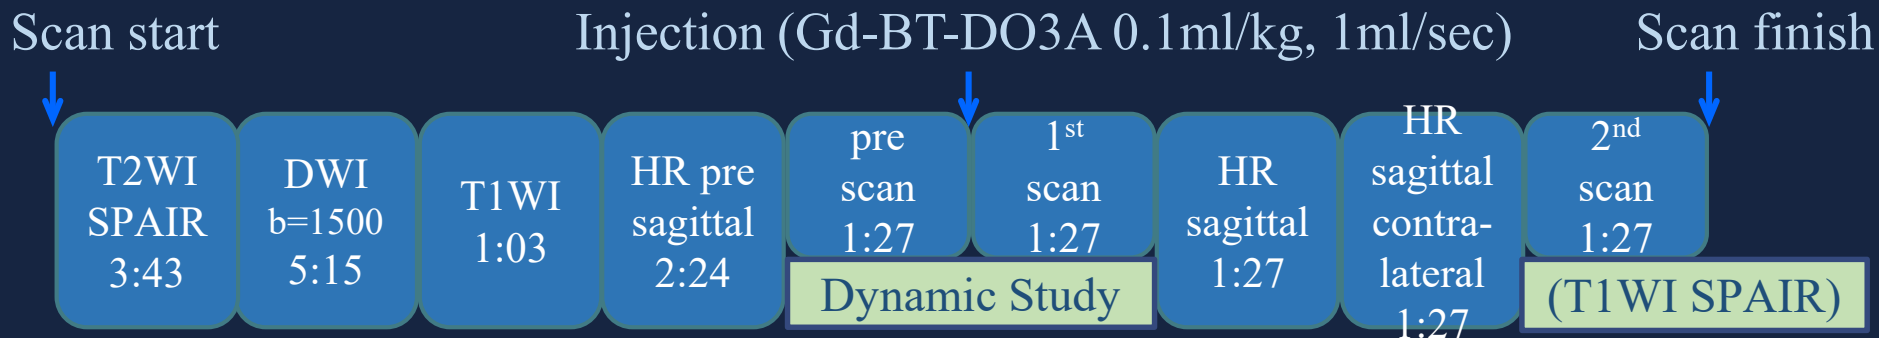 Scan start
Injection (Gd-BT-DO3A 0.1ml/kg, 1ml/sec)
Scan finish
T2WI
SPAIR
3:43
DWI
b=1500
5:15
T1WI
1:03
HR pre
sagittal
2:24
pre
scan
1:27
1st
scan
1:27
Dynamic Study
HR
sagittal
1:27
HR
sagittal
contra-
lateral
1:27
2nd
scan
1:27
(T1WI SPAIR)